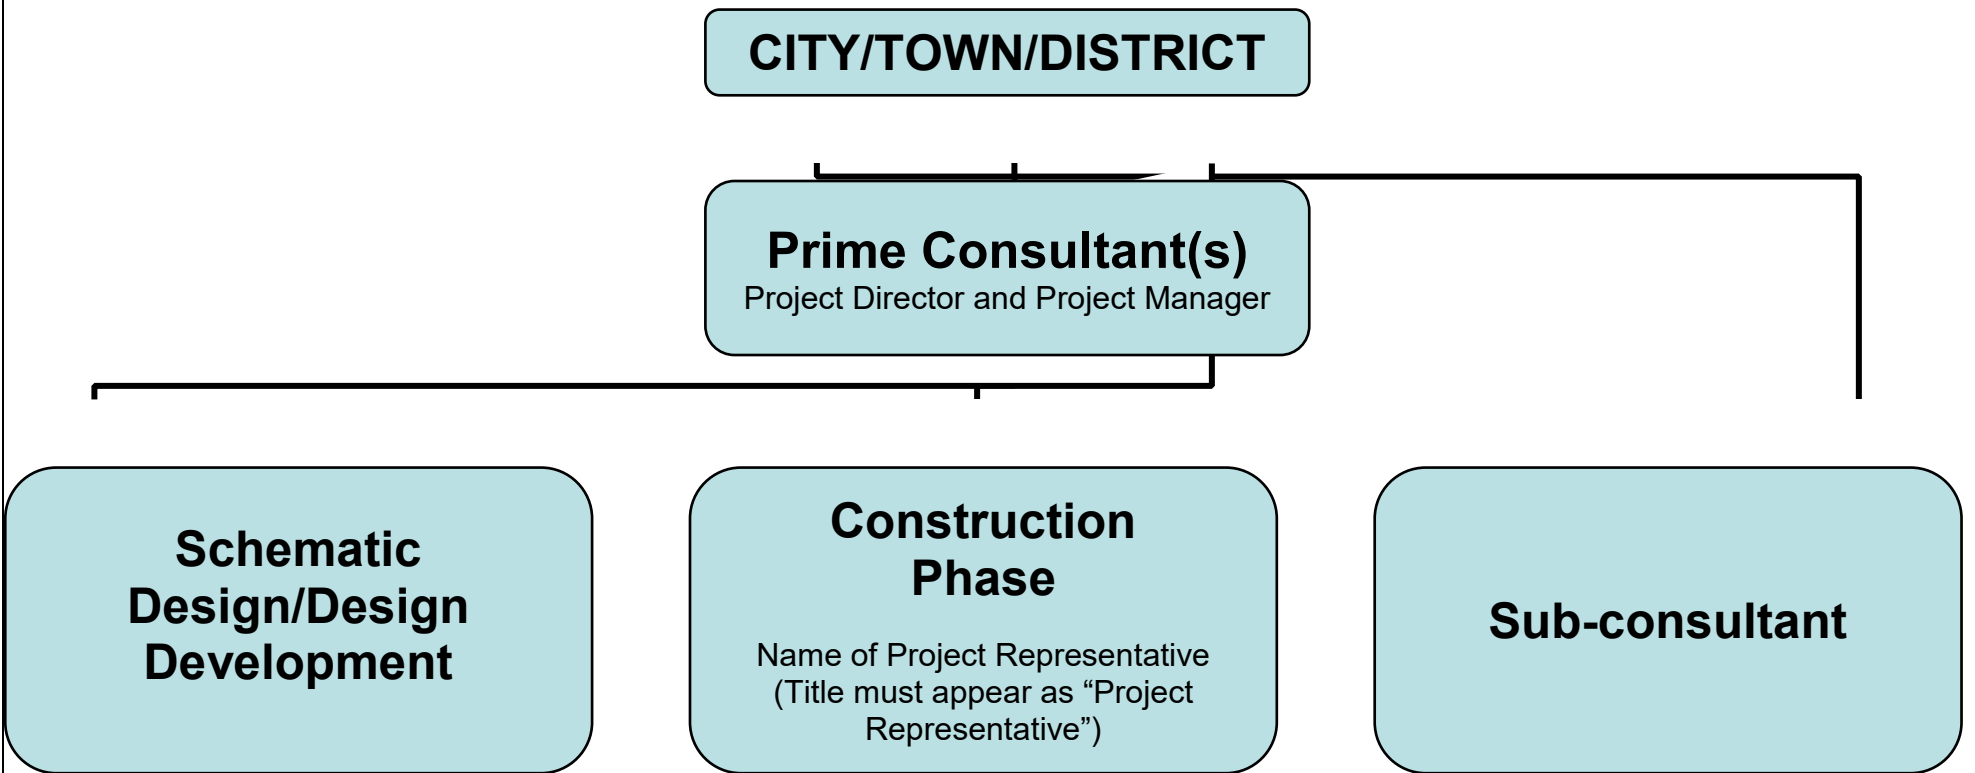 CITY/TOWN/DISTRICT
Prime Consultant(s)
Project Director and Project Manager
Schematic
Design/Design
Development
Construction
Phase
Name of Project Representative
(Title must appear as “Project
Representative”)
Sub-consultant